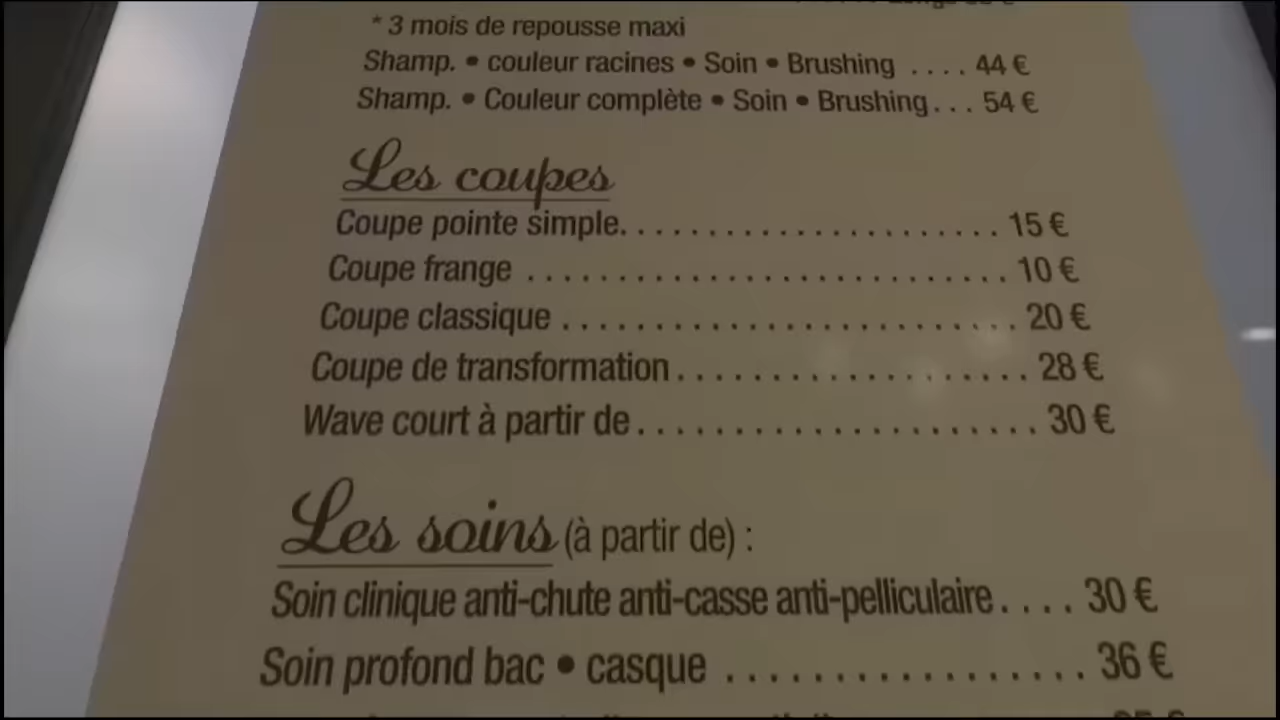 * 3 mois de repousse maxi
Shamp. • couleur racines • Soin • Brushing .... 44 €
Shamp. • Couleur complète • Soin • Brushing... 54 €
Les coupes
Coupe pointe simple....................... 15 €
Coupe frange ............................ 10 €
Coupe classique ......................... 20 €
Coupe de transformation................... 28 €
Wave court à partir de..................... 30 €
Les soins (à partir de) :
Soin clinique anti-chute anti-casse anti-pelliculaire.... 30 €
Soin profond bac • casque ................. 36 €